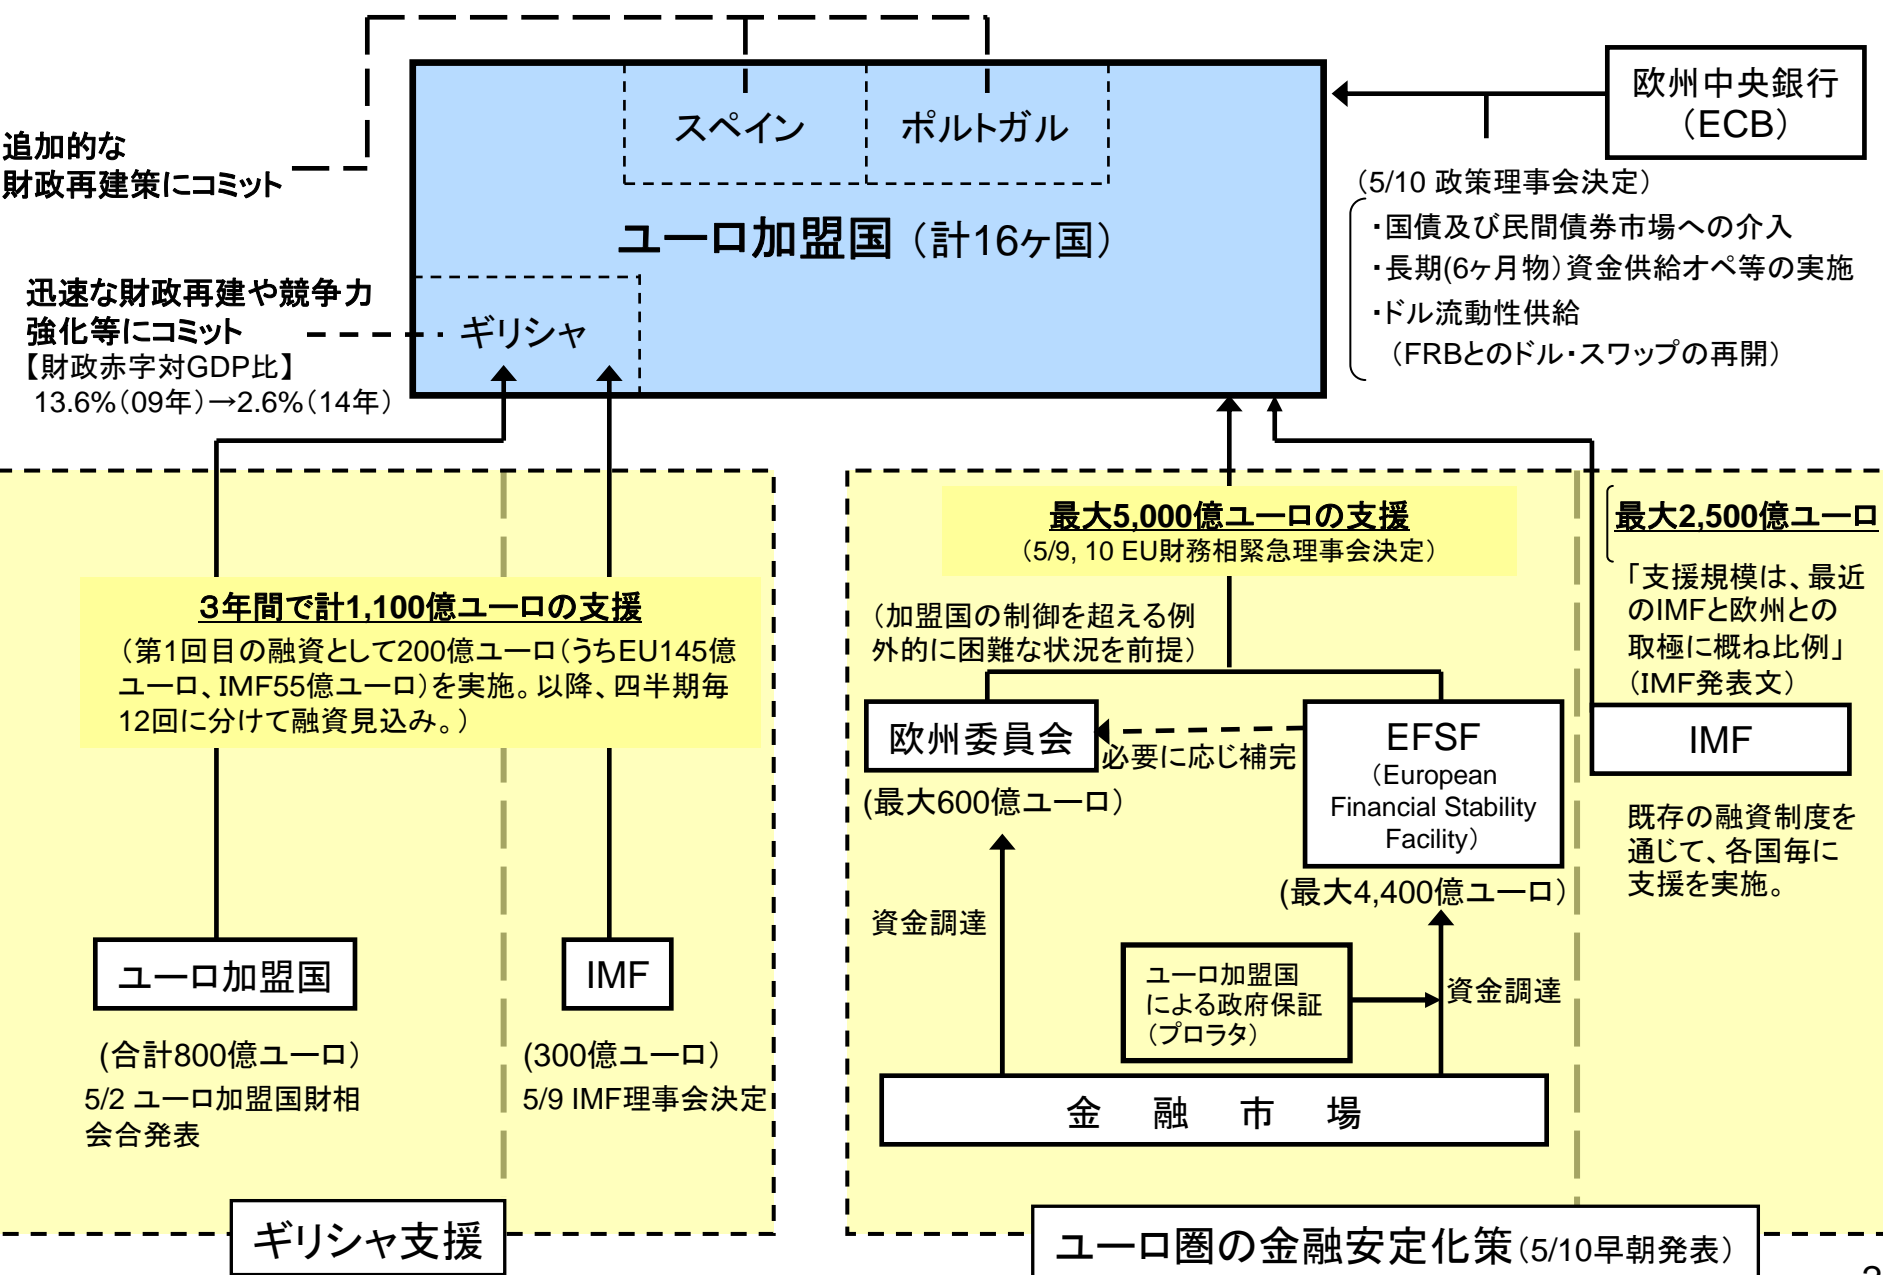 欧州中央銀行
（ECB）
スペイン
ポルトガル
追加的な
財政再建策にコミット
（5/10 政策理事会決定）
・国債及び民間債券市場への介入
・長期(6ヶ月物）資金供給オペ等の実施
・ドル流動性供給
（FRBとのドル・スワップの再開）
ユーロ加盟国（計16ヶ国）
迅速な財政再建や競争力
強化等にコミット
【財政赤字対GDP比】
13.6%（09年）→2.6%（14年）
ギリシャ
３年間で計1,100億ユーロの支援
（第1回目の融資として200億ユーロ（うちEU145億
ユーロ、IMF55億ユーロ）を実施。以降、四半期毎
12回に分けて融資見込み。）
ユーロ加盟国
(合計800億ユーロ）
5/2 ユーロ加盟国財相
会合発表
IMF
(300億ユーロ）
5/9 IMF理事会決定
ギリシャ支援
最大5,000億ユーロの支援
（5/9, 10 EU財務相緊急理事会決定）
（加盟国の制御を超える例
外的に困難な状況を前提）
欧州委員会
(最大600億ユーロ）
必要に応じ補完
EFSF
（European
Financial Stability
Facility）
(最大4,400億ユーロ）
資金調達
ユーロ加盟国
による政府保証
（プロラタ）
資金調達
金融市場
最大2,500億ユーロ
「支援規模は、最近
のIMFと欧州との
取極に概ね比例」
（IMF発表文）
IMF
既存の融資制度を
通じて、各国毎に
支援を実施。
ユーロ圏の金融安定化策（5/10早朝発表）